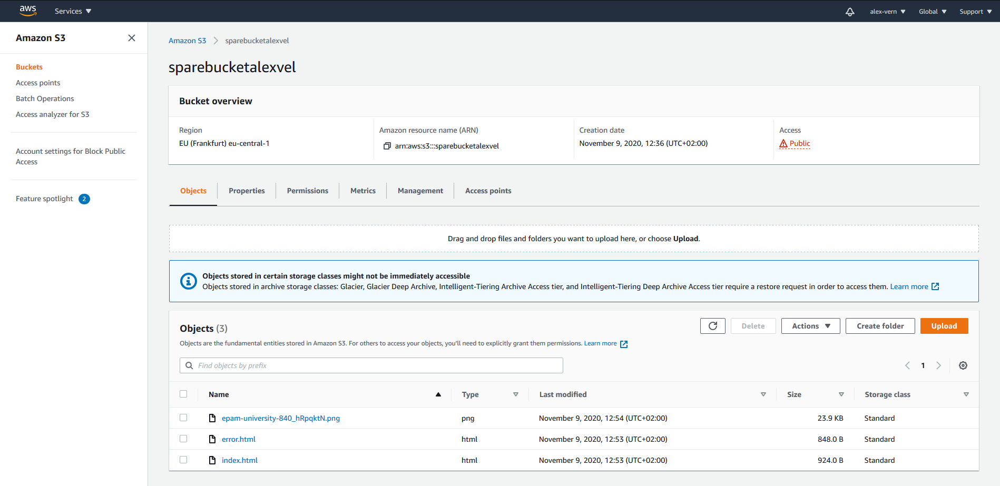 aws Services alex-vern Global Support
Amazon S3
Buckets
Access points
Batch Operations
Access analyzer for S3
Account settings for Block Public
Access
Feature spotlight 2
Amazon S3 sparebucketalexvel
sparebucketalexvel
Bucket overview
Region
EU (Frankfurt) eu-central-1
Amazon resource name (ARN)
arn:aws:s3:::sparebucketalexvel
Creation date
November 9, 2020, 12:36 (UTC+02:00)
Access
Public
Objects Properties Permissions Metrics Management Access points
Drag and drop files and folders you want to upload here, or choose Upload.
Objects stored in certain storage classes might not be immediately accessible
Objects stored in archive storage classes: Glacier, Glacier Deep Archive, Intelligent-Tiering Archive Access tier, and Intelligent-Tiering Deep Archive Access tier require a restore request in order to access them. Learn more
Objects (3)
Delete Actions Create folder Upload
Objects are the fundamental entities stored in Amazon S3. For others to access your objects, you'll need to explicitly grant them permissions. Learn more
Find objects by prefix
1
Name Type Last modified Size Storage class
epam-university-840_hRpqktN.png png November 9, 2020, 12:54 (UTC+02:00) 23.9 KB Standard
error.html html November 9, 2020, 12:53 (UTC+02:00) 848.0 B Standard
index.html html November 9, 2020, 12:53 (UTC+02:00) 924.0 B Standard